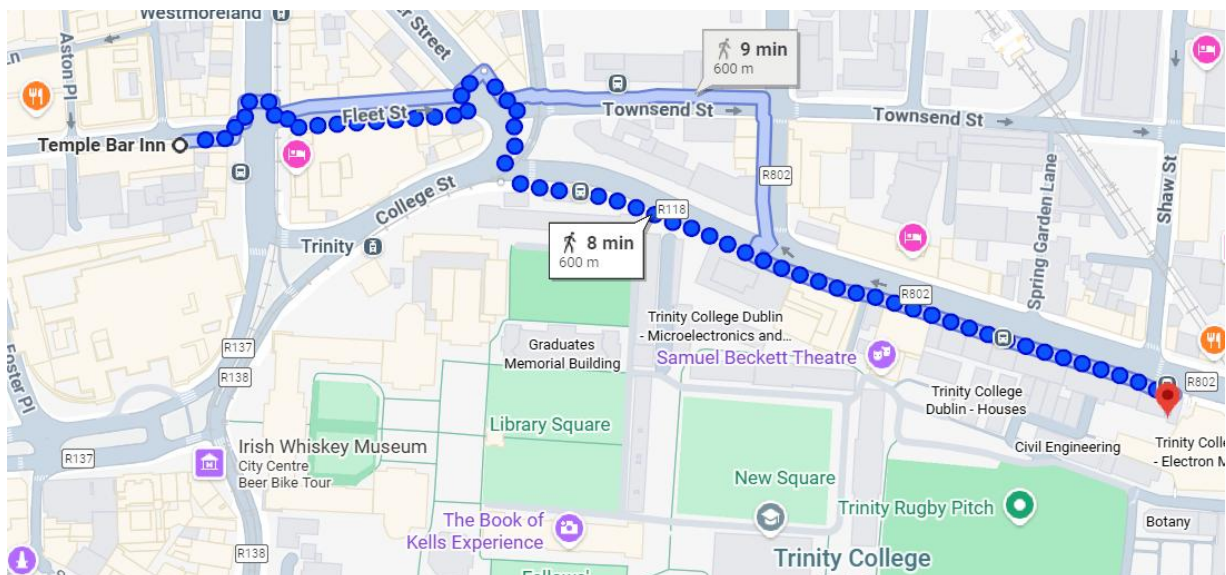 Westmoreland
Aston Pl
Street
9 min
600 m
Fleet St
Townsend St
Townsend St
Temple Bar Inn
R802
Shaw St
Spring Garden Lane
College St
R118
Trinity
8 min
600 m
R802
Trinity College Dublin
- Microelectronics and...
Graduates
Memorial Building
Samuel Beckett Theatre
R137
R138
Foster Pl
R802
Trinity College
Dublin - Houses
Library Square
Civil Engineering
Trinity Colle
- Electron M
Irish Whiskey Museum
City Centre
Beer Bike Tour
R137
New Square
Trinity Rugby Pitch
The Book of
Kells Experience
Botany
R138
Trinity College
Fellows'